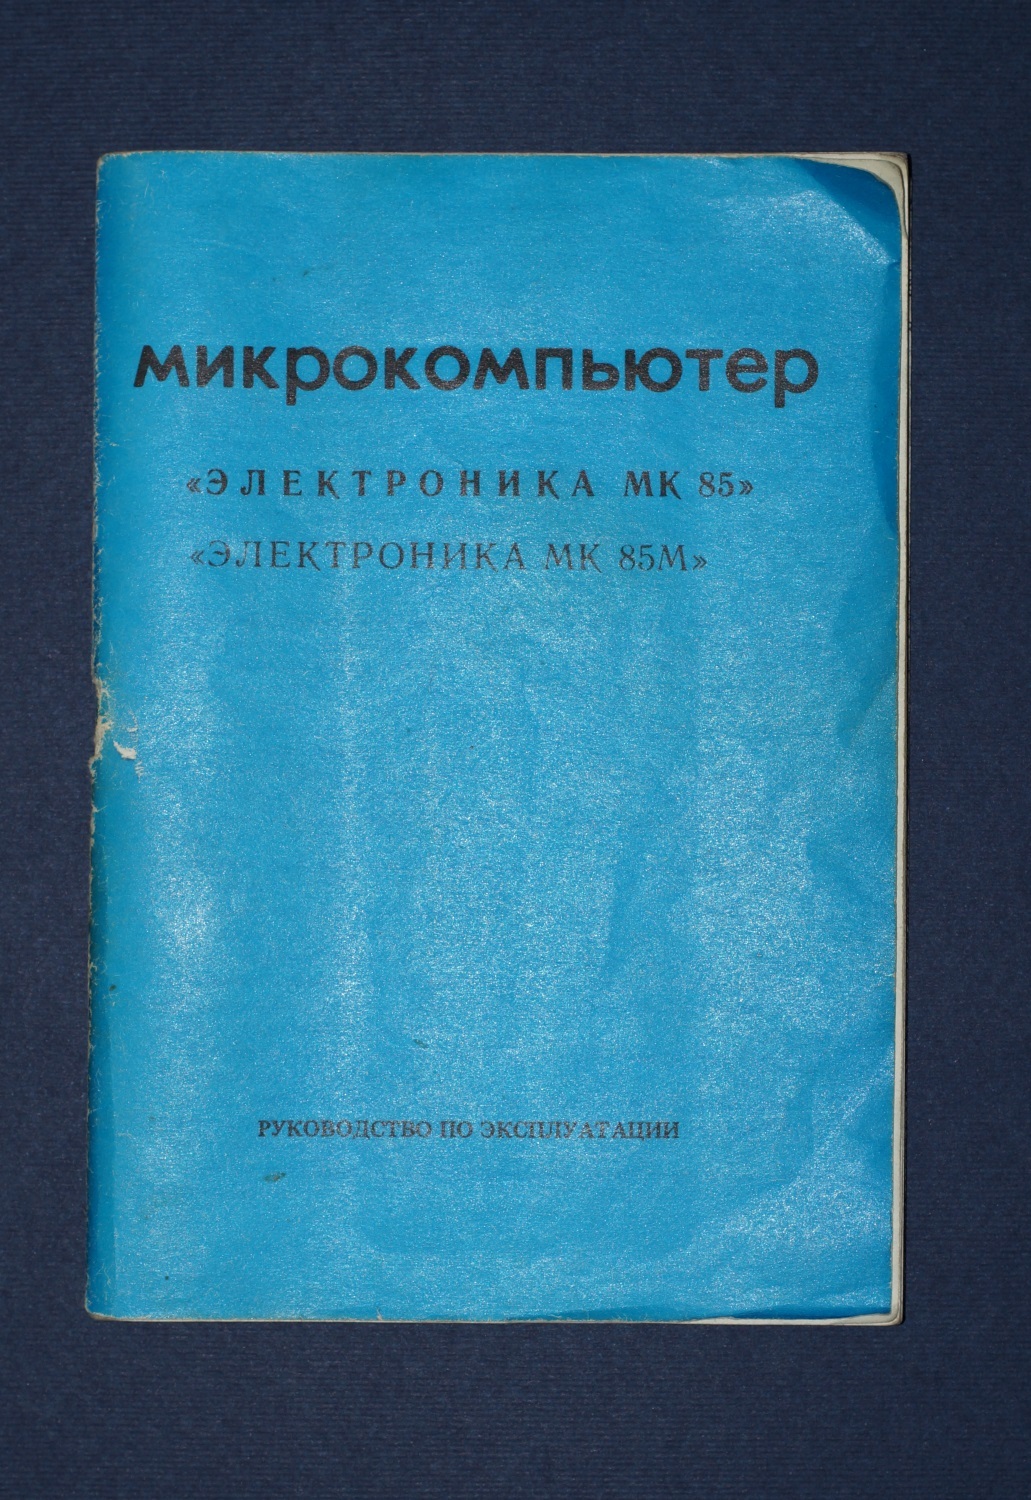 микрокомпьютер
«ЭЛЕКТРОНИКА МК 85»
«ЭЛЕКТРОНИКА МК 85М»
РУКОВОДСТВО ПО ЭКСПЛУАТАЦИИ